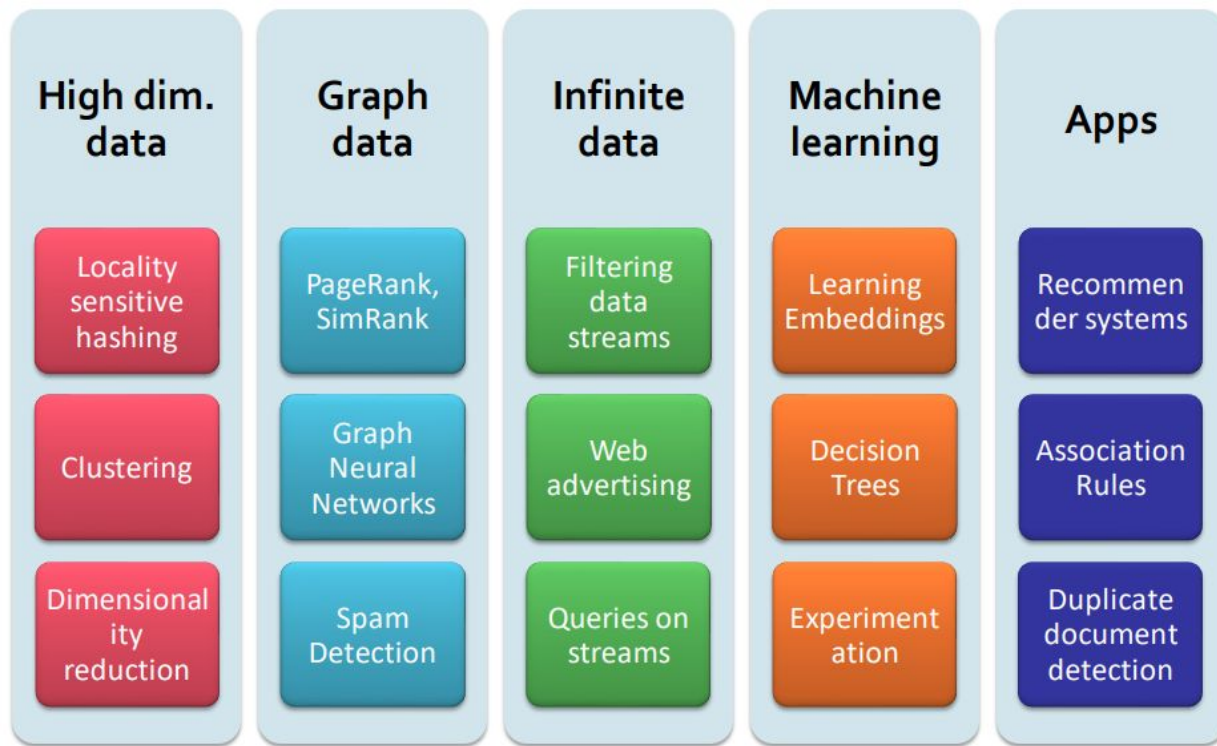 High dim.
data
Locality
sensitive
hashing
Clustering
Dimensional
ity
reduction
Graph
data
PageRank,
SimRank
Graph
Neural
Networks
Spam
Detection
Infinite
data
Filtering
data
streams
Web
advertising
Queries on
streams
Machine
learning
Learning
Embeddings
Decision
Trees
Experiment
ation
Apps
Recommen
der systems
Association
Rules
Duplicate
document
detection